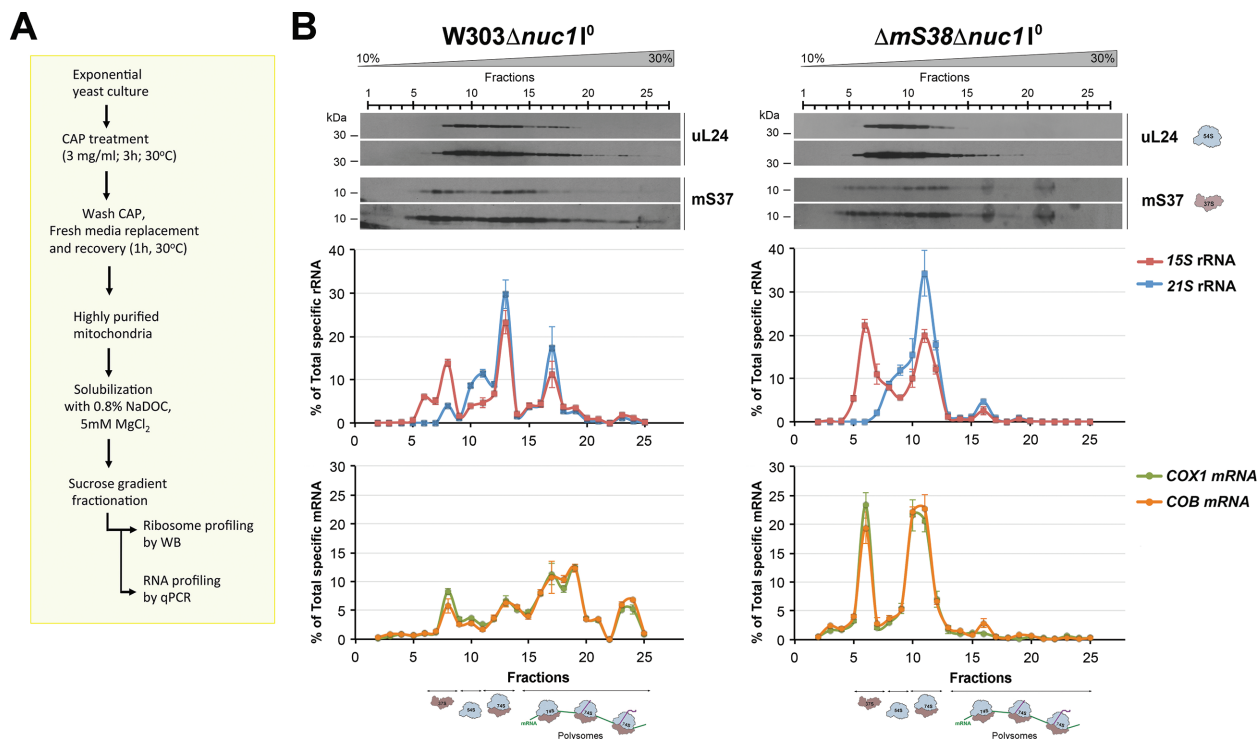 A
Exponential
yeast culture
CAP treatment
(3 mg/ml; 3h; 30ºC)
Wash CAP,
Fresh media replacement
and recovery (1h, 30ºC)
Highly purified
mitochondria
Solubilization
with 0.8% NaDOC,
5mM MgCl2
Sucrose gradient
fractionation
Ribosome profiling
by WB
RNA profiling
by qPCR
B
W303Δnuc1I⁰
10% 30%
Fractions
1 5 10 15 20 25
kDa
30
30
uL24
10
10
mS37
40
30
20
10
0
% of Total specific rRNA
0 5 10 15 20 25
30
25
20
15
10
5
0
% of Total specific mRNA
0 5 10 15 20 25
Fractions
37S 54S 74S
mRNA 74S 74S 74S
Polysomes
ΔmS38Δnuc1I⁰
10% 30%
Fractions
1 5 10 15 20 25
kDa
30
30
uL24 54S
10
10
mS37 37S
40
30
20
10
0
% of Total specific rRNA
0 5 10 15 20 25
15S rRNA
21S rRNA
30
25
20
15
10
5
0
% of Total specific mRNA
0 5 10 15 20 25
COX1 mRNA
COB mRNA
Fractions
37S 54S 74S
mRNA 74S 74S 74S
Polysomes